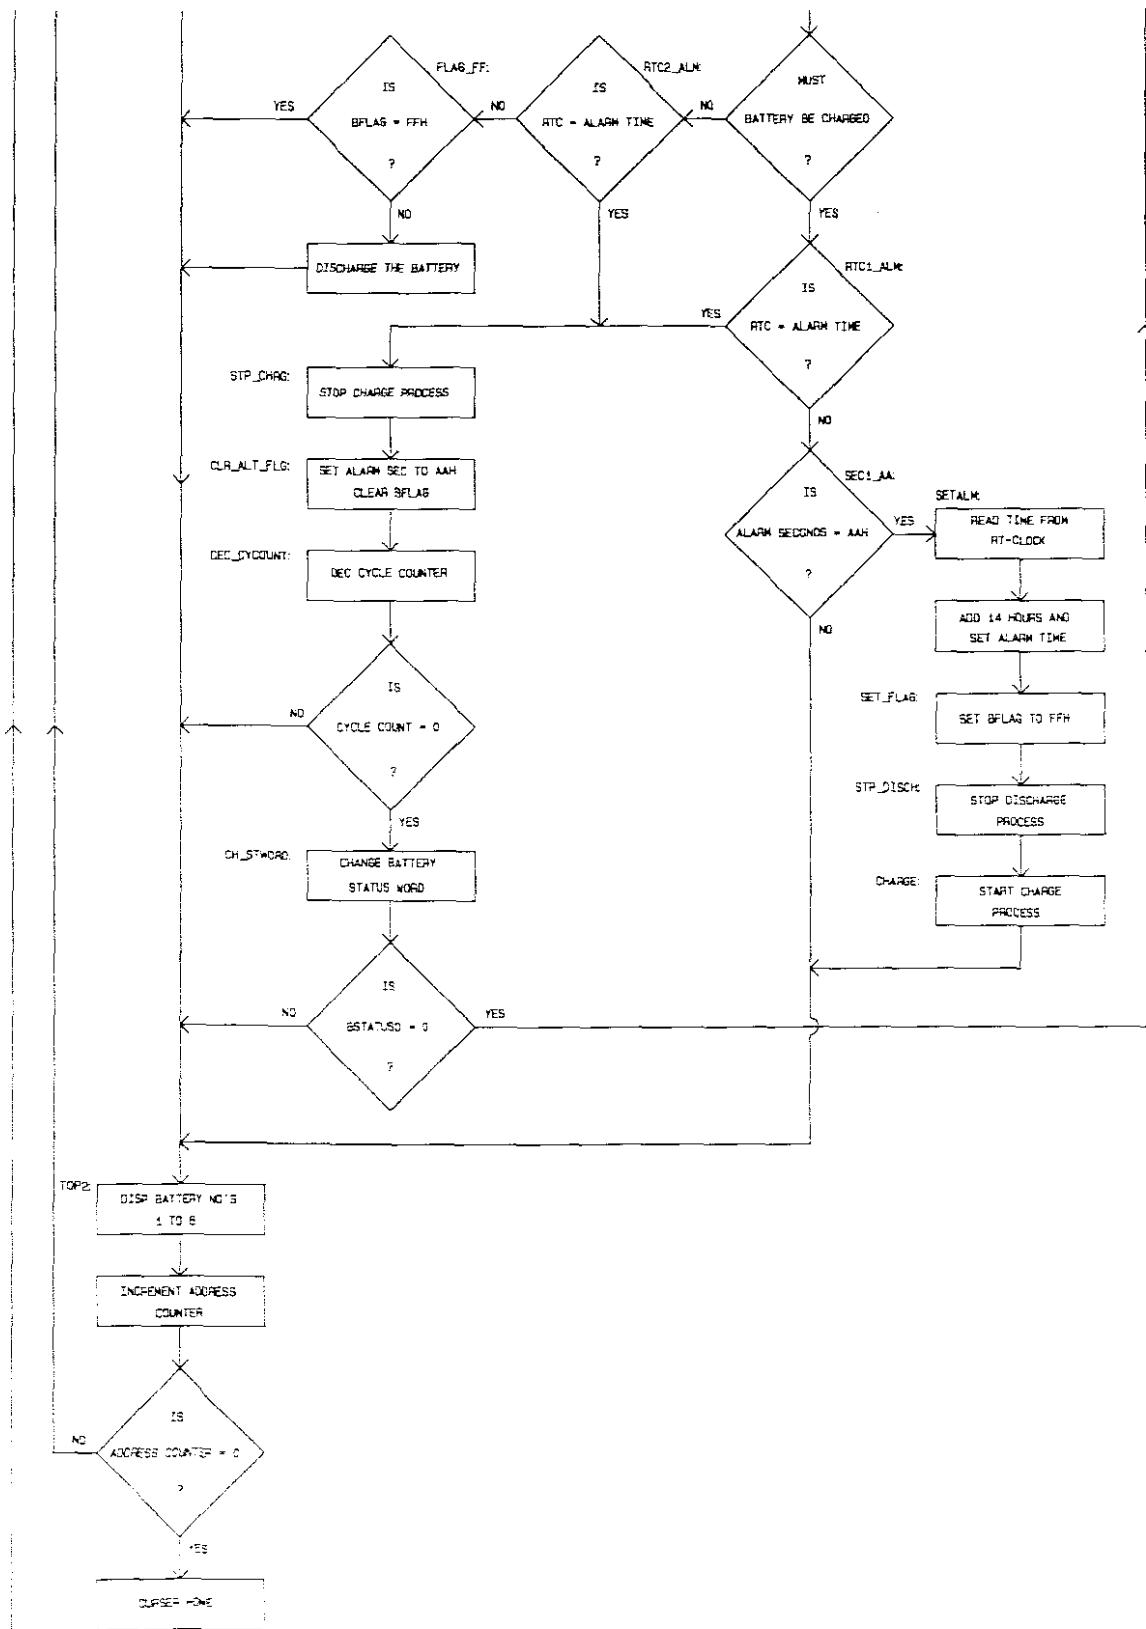 FLAG_FF:
RTC2_ALM:
IS
BFLAG = FFH
?
YES
NO
IS
RTC = ALARM TIME
?
NO
MUST
BATTERY BE CHARGED
?
NO
YES
YES
DISCHARGE THE BATTERY
RTC1_ALM:
IS
RTC = ALARM TIME
?
YES
NO
STP_CHRG:
STOP CHARGE PROCESS
CLR_ALT_FLG:
SET ALARM SEC TO AAH
CLEAR BFLAG
SEC1_AA:
IS
ALARM SECONDS = AAH
?
YES
NO
SETALM:
READ TIME FROM
RT-CLOCK
DEC_CYCOUNT:
DEC CYCLE COUNTER
ADD 14 HOURS AND
SET ALARM TIME
IS
CYCLE COUNT = 0
?
NO
YES
SET_FLAG:
SET BFLAG TO FFH
STP_DISCH:
STOP DISCHARGE
PROCESS
CH_STWORD:
CHANGE BATTERY
STATUS WORD
CHARGE:
START CHARGE
PROCESS
IS
BSTATUSO = 0
?
NO
YES
TOP2:
DISP BATTERY NO'S
1 TO 8
INCREMENT ADDRESS
COUNTER
IS
ADDRESS COUNTER = 0
?
NO
YES
CURSER HOME